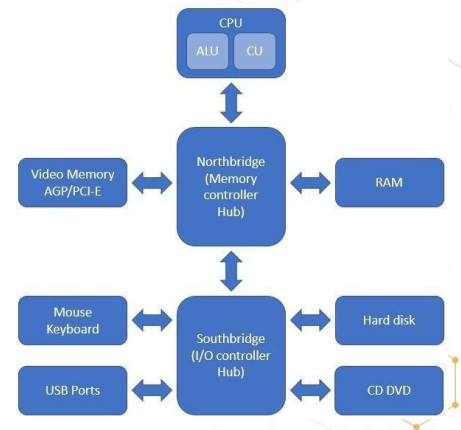 CPU
ALU
CU
Northbridge
(Memory
controller
Hub)
Video Memory
AGP/PCI-E
RAM
Mouse
Keyboard
Southbridge
(I/O controller
Hub)
Hard disk
USB Ports
CD DVD